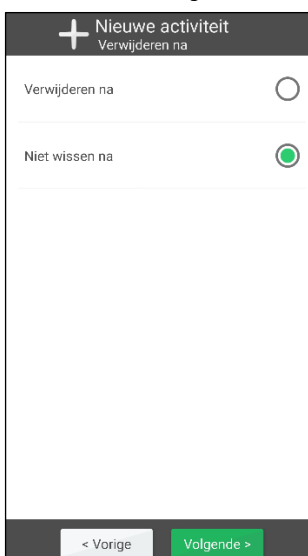 Nieuwe activiteit
Verwijderen na
Verwijderen na
Niet wissen na
< Vorige
Volgende >